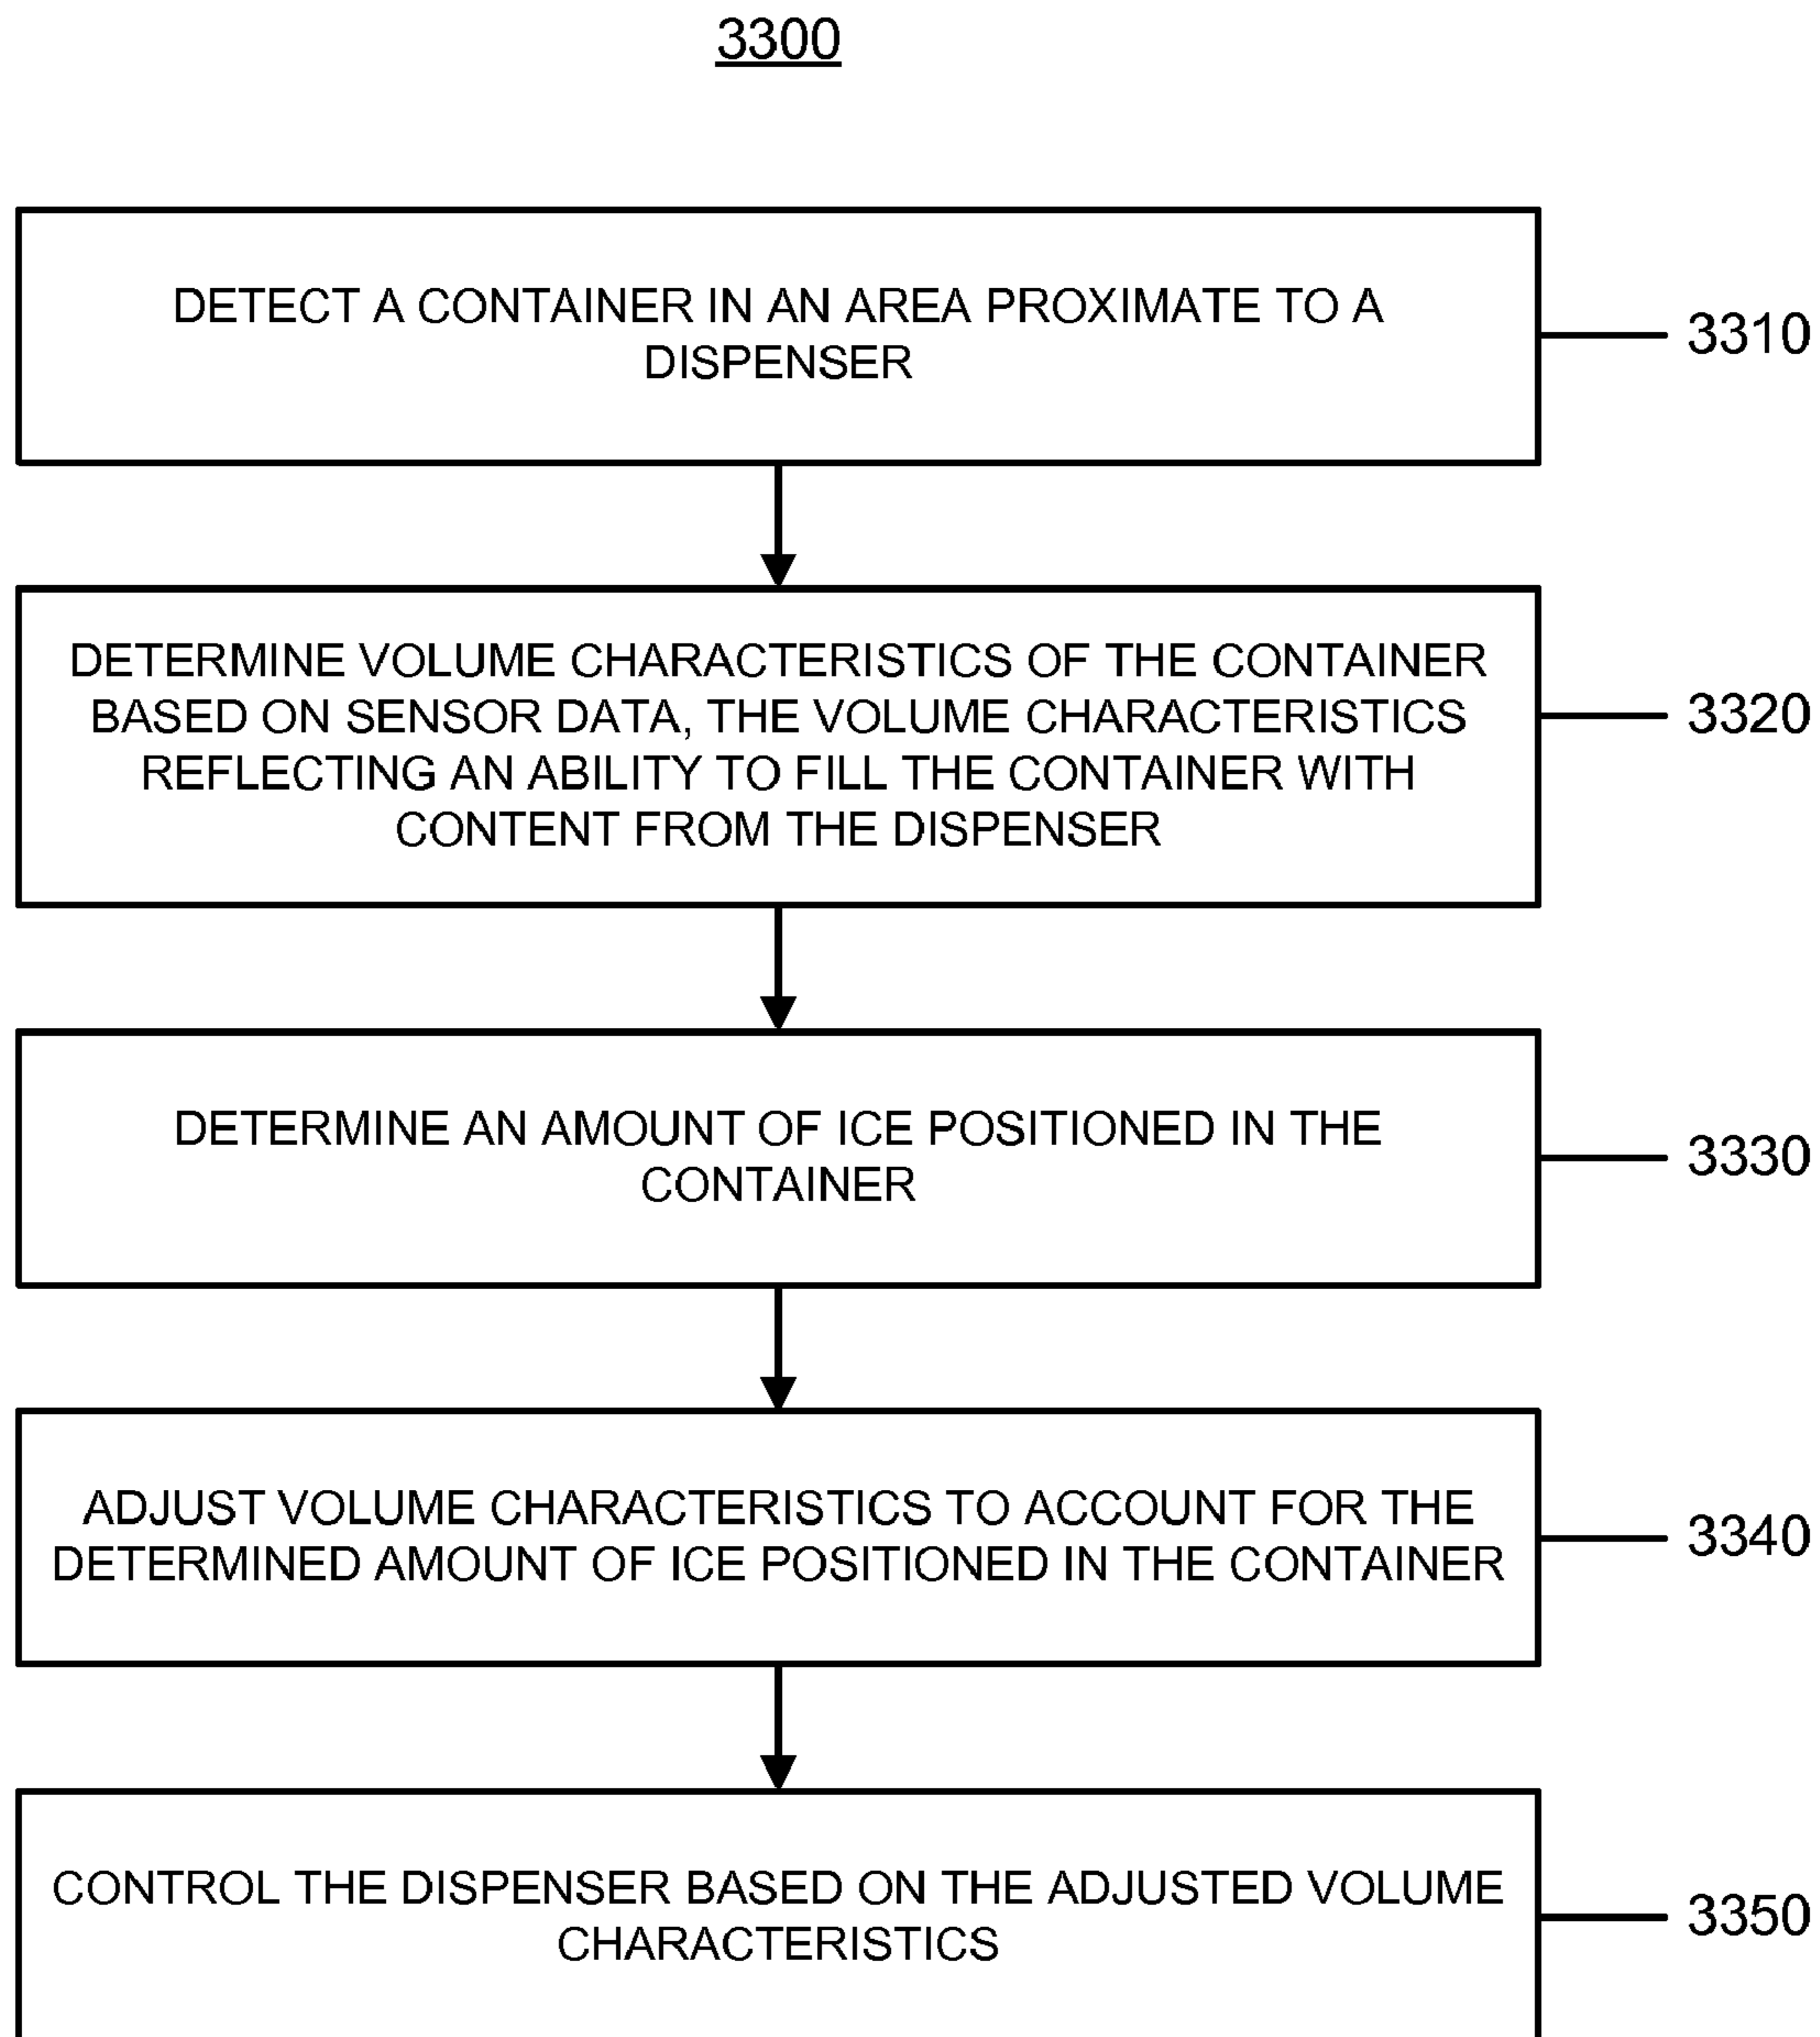 3300
DETECT A CONTAINER IN AN AREA PROXIMATE TO A
DISPENSER
3310
DETERMINE VOLUME CHARACTERISTICS OF THE CONTAINER
BASED ON SENSOR DATA, THE VOLUME CHARACTERISTICS
REFLECTING AN ABILITY TO FILL THE CONTAINER WITH
CONTENT FROM THE DISPENSER
3320
DETERMINE AN AMOUNT OF ICE POSITIONED IN THE
CONTAINER
3330
ADJUST VOLUME CHARACTERISTICS TO ACCOUNT FOR THE
DETERMINED AMOUNT OF ICE POSITIONED IN THE CONTAINER
3340
CONTROL THE DISPENSER BASED ON THE ADJUSTED VOLUME
CHARACTERISTICS
3350